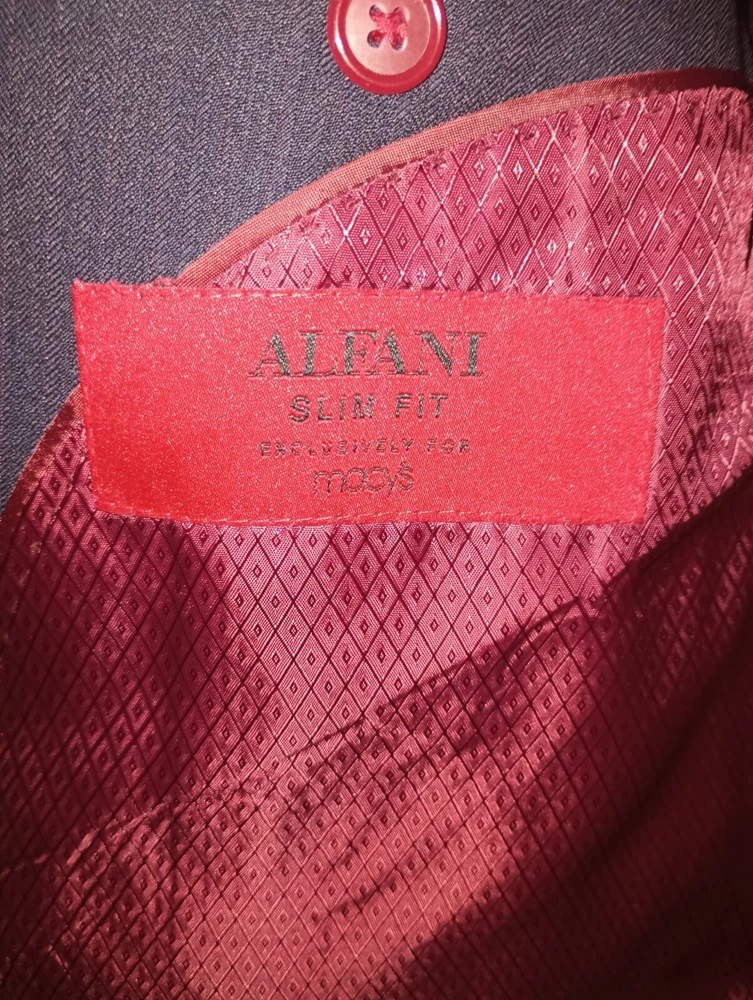 ALFANI
SLIM FIT
EXCLUSIVELY FOR
macy's